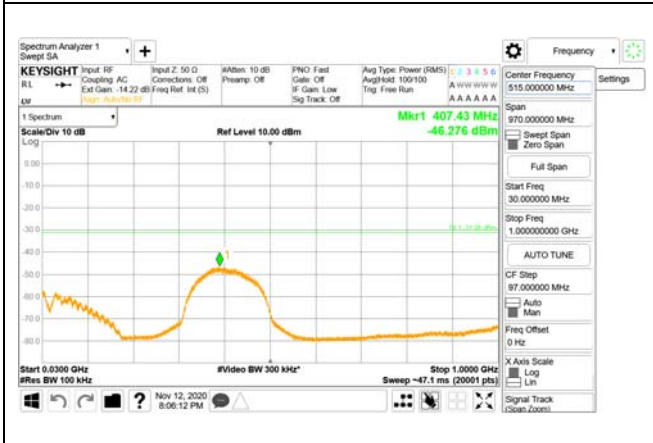 Spectrum Analyzer 1
Swept SA
+
Frequency
KEYSIGHT Input: RF Input Z: 50 Ω #Atten: 10 dB PNO: Fast Avg Type: Power (RMS) 1 2 3 4 5 6
RL Coupling: AC Corrections: Off Preamp: Off Gate: Off Avg|Hold: 100/100 A W W W W W
Ext Gain: -14.22 dB Freq Ref: Int (S) IF Gain: Low Trig: Free Run
Align: Auto/No RF Sig Track: Off A A A A A A
1 Spectrum
Mkr1 407.43 MHz
Scale/Div 10 dB Ref Level 10.00 dBm -46.276 dBm
Log
0.00
-10.0
-20.0
-30.0
-40.0
1
-50.0
-60.0
-70.0
-80.0
Start 0.0300 GHz #Video BW 300 kHz* Stop 1.0000 GHz
#Res BW 100 kHz Sweep ~47.1 ms (20001 pts)
? Nov 12, 2020
8:06:12 PM
Center Frequency
515.000000 MHz
Settings
Span
970.000000 MHz
Swept Span
Zero Span
Full Span
Start Freq
30.000000 MHz
Stop Freq
1.000000000 GHz
AUTO TUNE
CF Step
97.000000 MHz
Auto
Man
Freq Offset
0 Hz
X Axis Scale
Log
Lin
Signal Track
(Span Zoom)